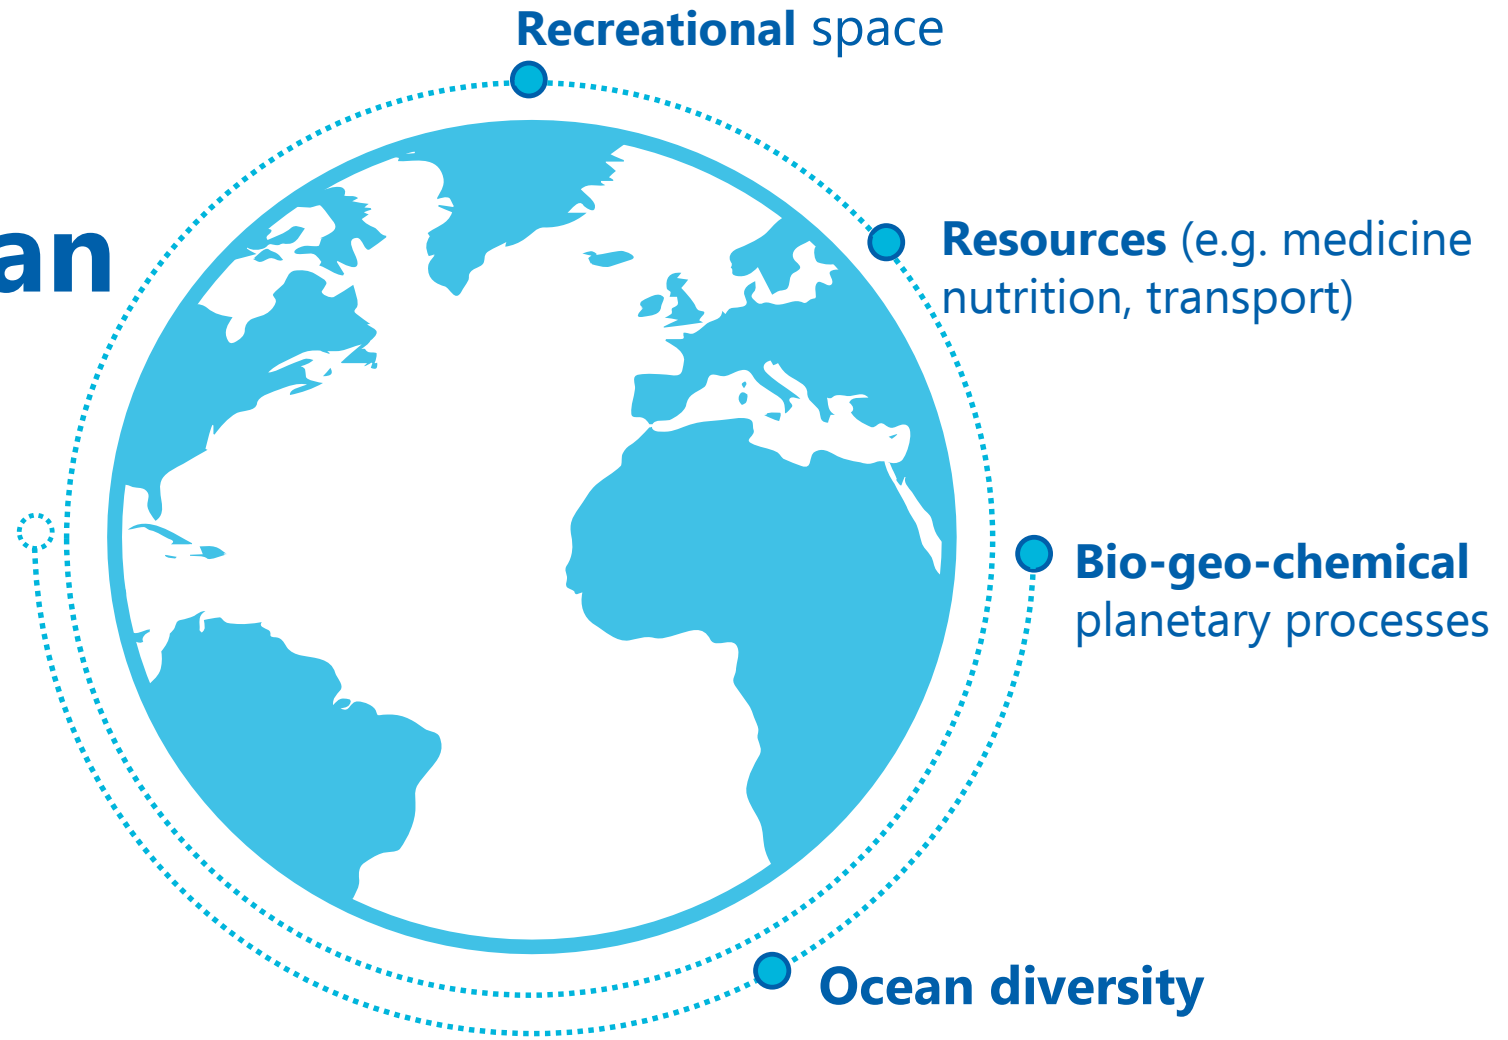 Recreational space
an
Resources (e.g. medicine
nutrition, transport)
Bio-geo-chemical
planetary processes
Ocean diversity